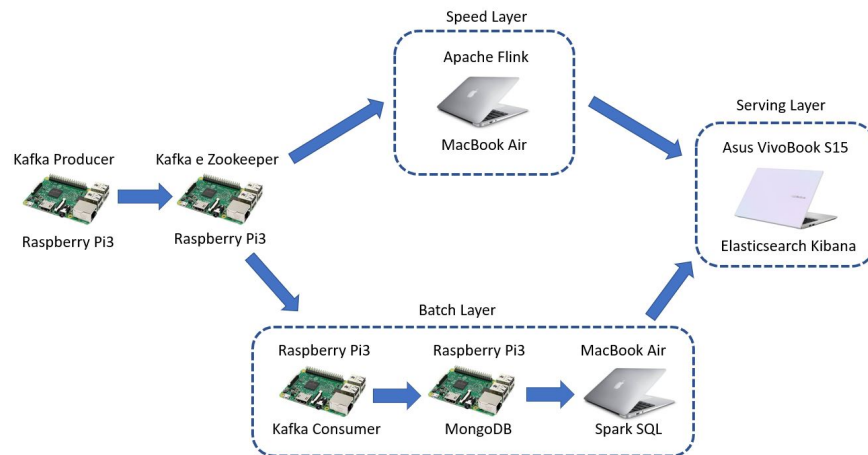 Speed Layer
Apache Flink
MacBook Air
Serving Layer
Asus VivoBook S15
Elasticsearch Kibana
Kafka Producer
Raspberry Pi3
Kafka e Zookeeper
Raspberry Pi3
Batch Layer
Raspberry Pi3
Kafka Consumer
Raspberry Pi3
MongoDB
MacBook Air
Spark SQL